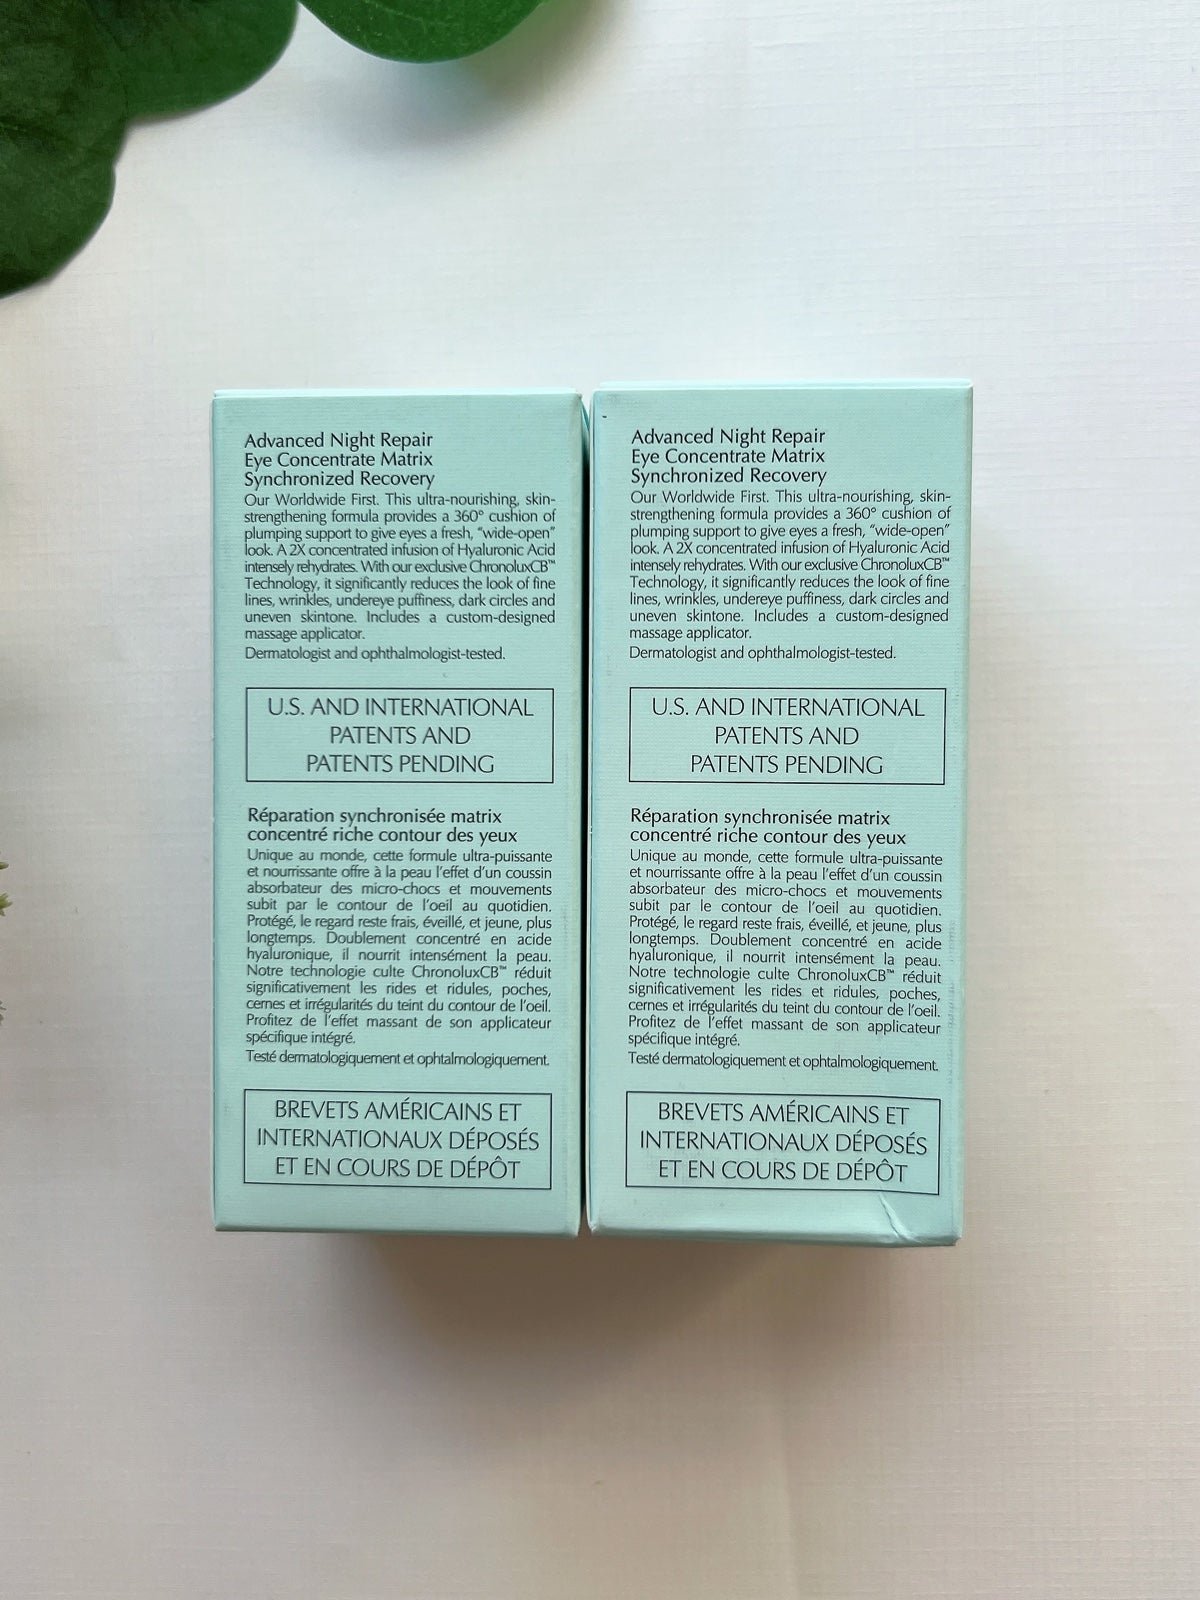 Advanced Night Repair
Eye Concentrate Matrix
Synchronized Recovery
Our Worldwide First. This ultra-nourishing, skin-
strengthening formula provides a 360° cushion of
plumping support to give eyes a fresh, “wide-open”
look. A 2X concentrated infusion of Hyaluronic Acid
intensely rehydrates. With our exclusive ChronoluxCB™
Technology, it significantly reduces the look of fine
lines, wrinkles, undereye puffiness, dark circles and
uneven skintone. Includes a custom-designed
massage applicator.
Dermatologist and ophthalmologist-tested.
U.S. AND INTERNATIONAL
PATENTS AND
PATENTS PENDING
Réparation synchronisée matrix
concentré riche contour des yeux
Unique au monde, cette formule ultra-puissante
et nourrissante offre à la peau l’effet d’un coussin
absorbateur des micro-chocs et mouvements
subit par le contour de l’oeil au quotidien.
Protégé, le regard reste frais, éveillé, et jeune, plus
longtemps. Doublement concentré en acide
hyaluronique, il nourrit intensément la peau.
Notre technologie culte ChronoluxCB™ réduit
significativement les rides et ridules, poches,
cernes et irrégularités du teint du contour de l’oeil.
Profitez de l’effet massant de son applicateur
spécifique intégré.
Testé dermatologiquement et ophtalmologiquement.
BREVETS AMÉRICAINS ET
INTERNATIONAUX DÉPOSÉS
ET EN COURS DE DÉPÔT
Advanced Night Repair
Eye Concentrate Matrix
Synchronized Recovery
Our Worldwide First. This ultra-nourishing, skin-
strengthening formula provides a 360° cushion of
plumping support to give eyes a fresh, “wide-open”
look. A 2X concentrated infusion of Hyaluronic Acid
intensely rehydrates. With our exclusive ChronoluxCB™
Technology, it significantly reduces the look of fine
lines, wrinkles, undereye puffiness, dark circles and
uneven skintone. Includes a custom-designed
massage applicator.
Dermatologist and ophthalmologist-tested.
U.S. AND INTERNATIONAL
PATENTS AND
PATENTS PENDING
Réparation synchronisée matrix
concentré riche contour des yeux
Unique au monde, cette formule ultra-puissante
et nourrissante offre à la peau l’effet d’un coussin
absorbateur des micro-chocs et mouvements
subit par le contour de l’oeil au quotidien.
Protégé, le regard reste frais, éveillé, et jeune, plus
longtemps. Doublement concentré en acide
hyaluronique, il nourrit intensément la peau.
Notre technologie culte ChronoluxCB™ réduit
significativement les rides et ridules, poches,
cernes et irrégularités du teint du contour de l’oeil.
Profitez de l’effet massant de son applicateur
spécifique intégré.
Testé dermatologiquement et ophtalmologiquement.
BREVETS AMÉRICAINS ET
INTERNATIONAUX DÉPOSÉS
ET EN COURS DE DÉPÔT